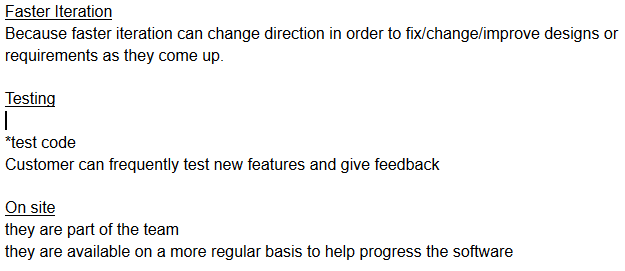 Faster Iteration
Because faster iteration can change direction in order to fix/change/improve designs or
requirements as they come up.
Testing
*test code
Customer can frequently test new features and give feedback
On site
they are part of the team
they are available on a more regular basis to help progress the software